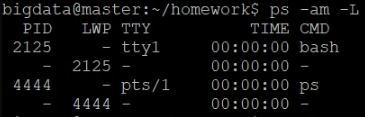 bigdata@master:~/homework$ ps -am -L
PID LWP TTY TIME CMD
2125 - tty1 00:00:00 bash
- 2125 - 00:00:00 -
4444 - pts/1 00:00:00 ps
- 4444 - 00:00:00 -